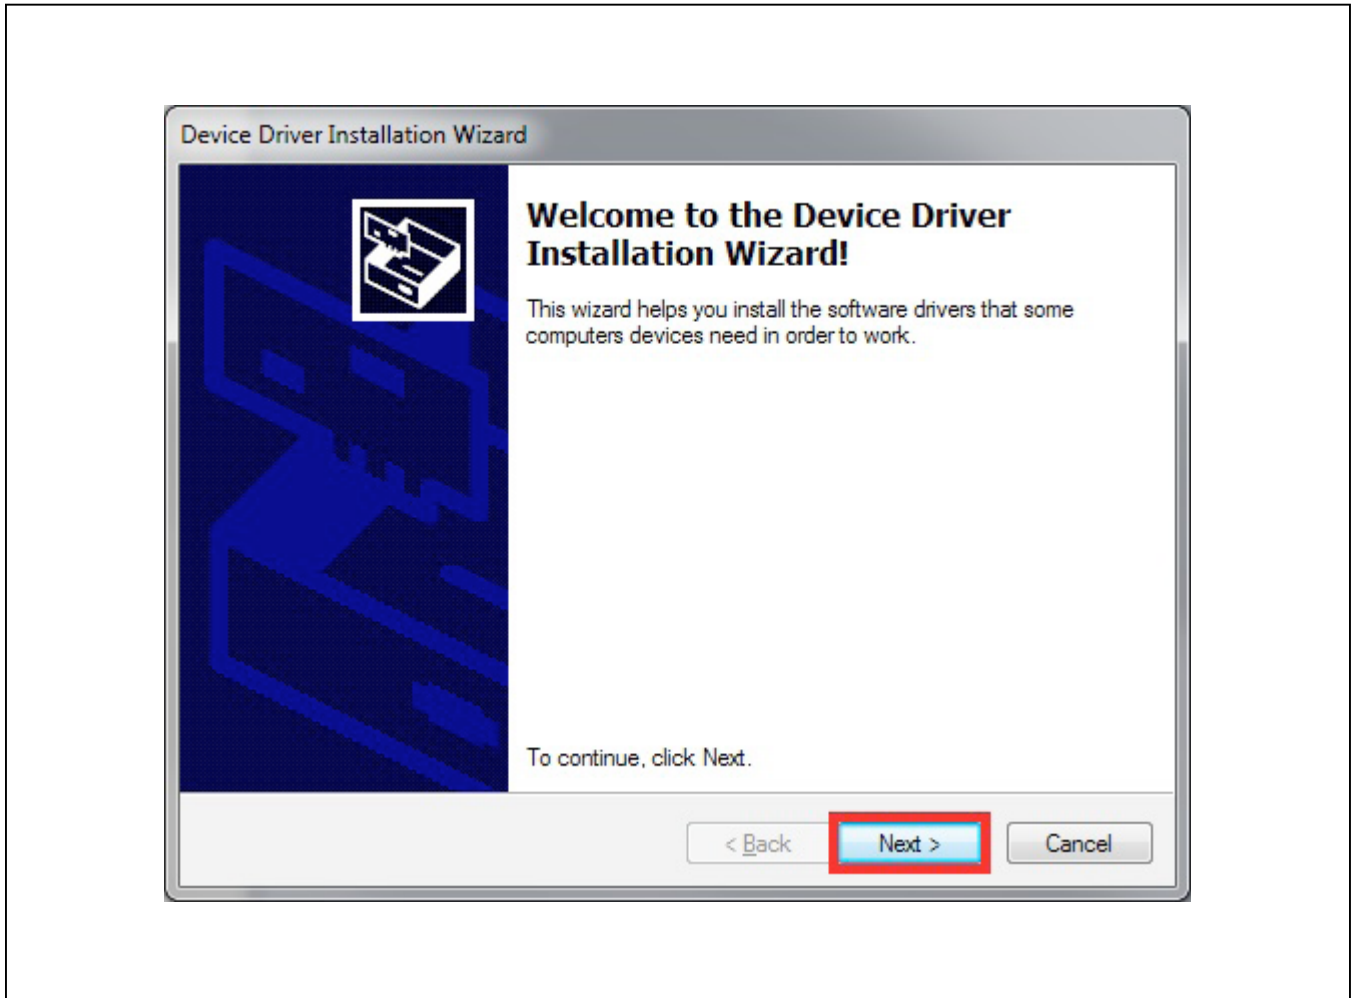 Device Driver Installation Wizard
Welcome to the Device Driver
Installation Wizard!
This wizard helps you install the software drivers that some
computers devices need in order to work.
To continue, click Next.
< Back
Next >
Cancel